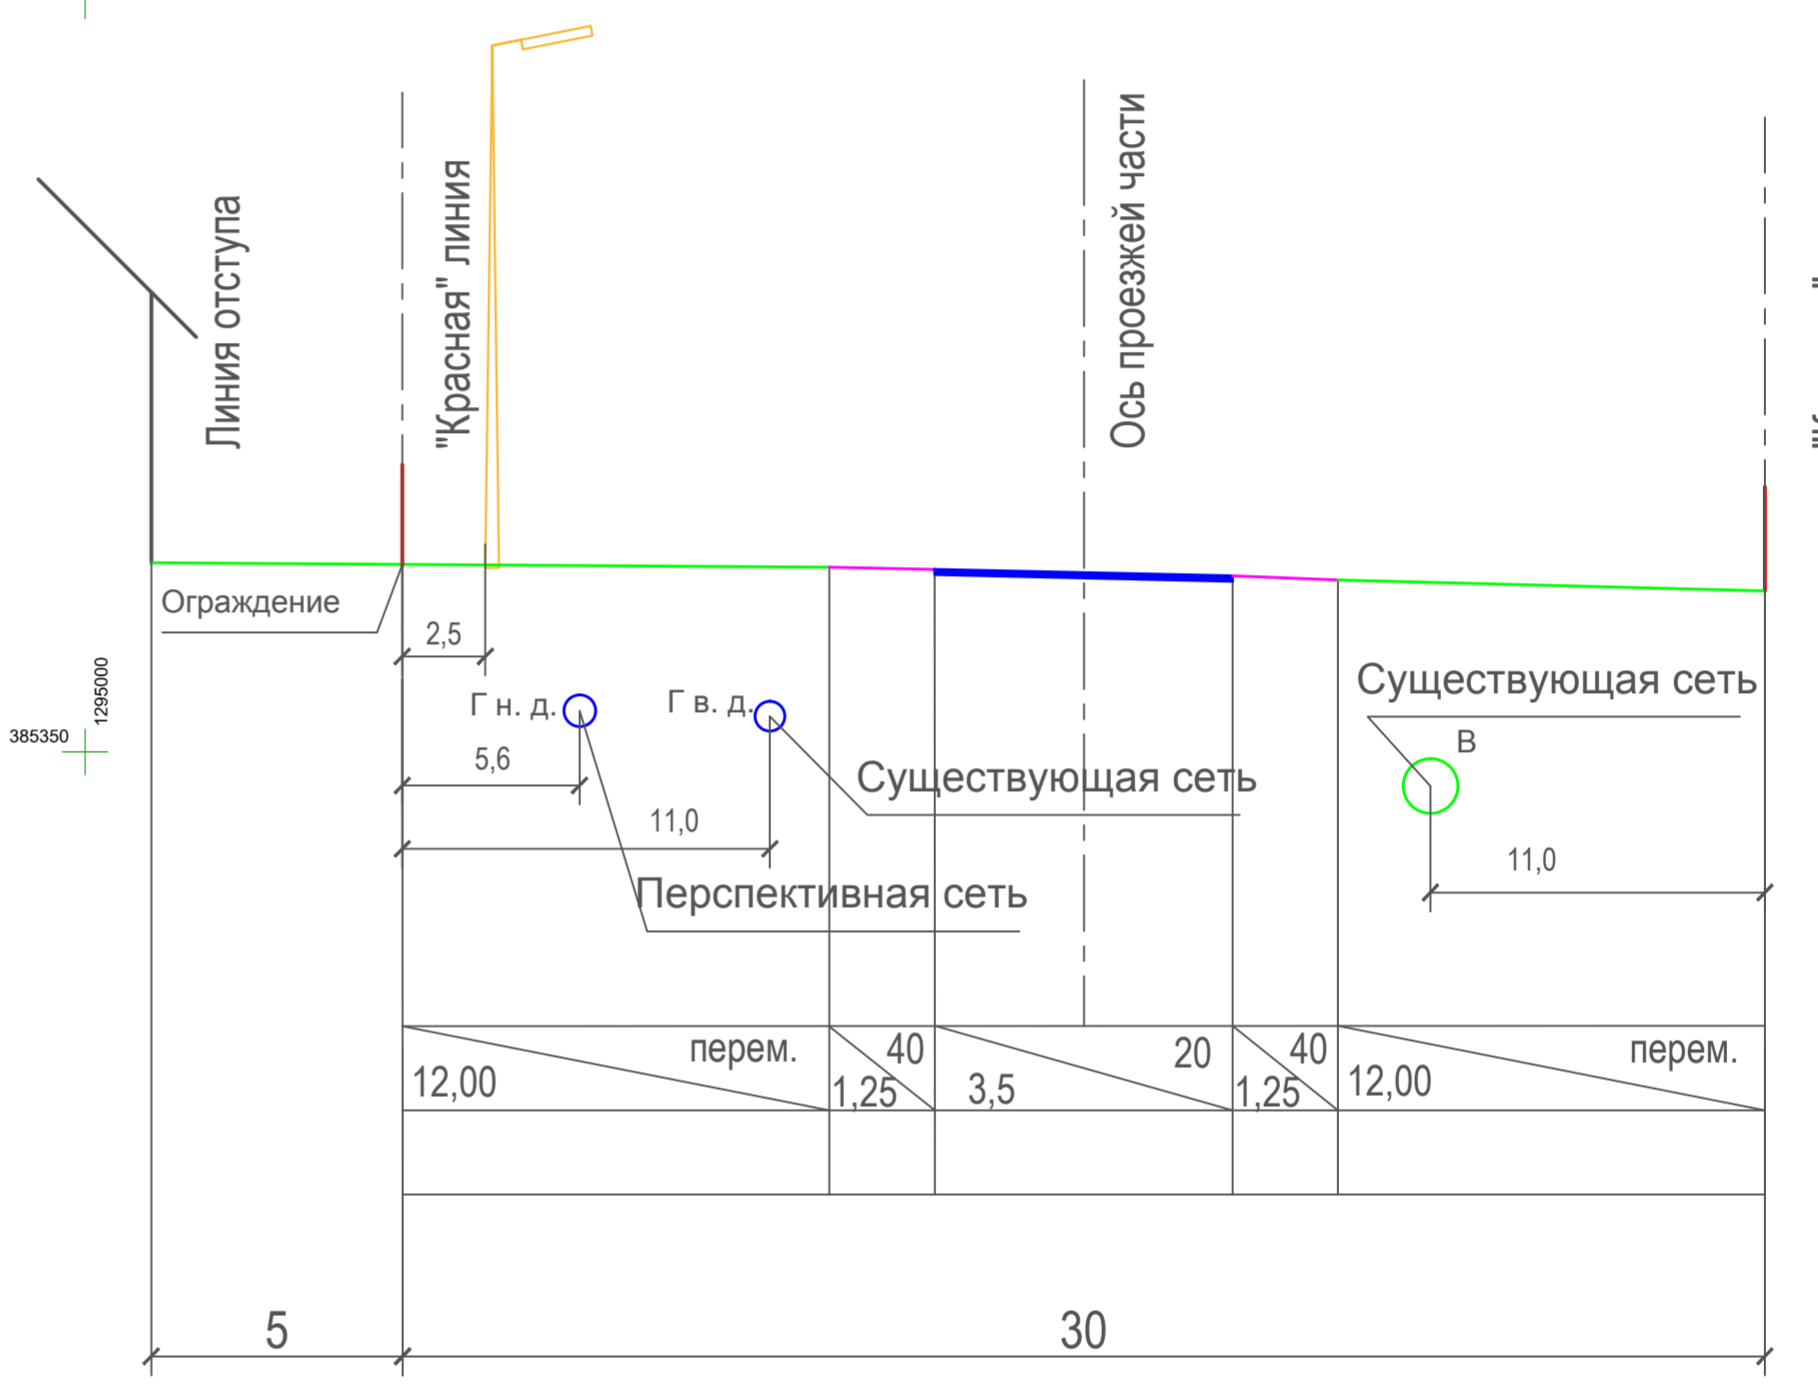 Линия отступа
"Красная" линия
Ось проезжей части
Ограждение
2,5
1295000
385350
Г н. д.
Г в. д.
Существующая сеть
В
5,6
Существующая сеть
11,0
11,0
Перспективная сеть
перем.
40
20
40
перем.
12,00
1,25
3,5
1,25
12,00
5
30